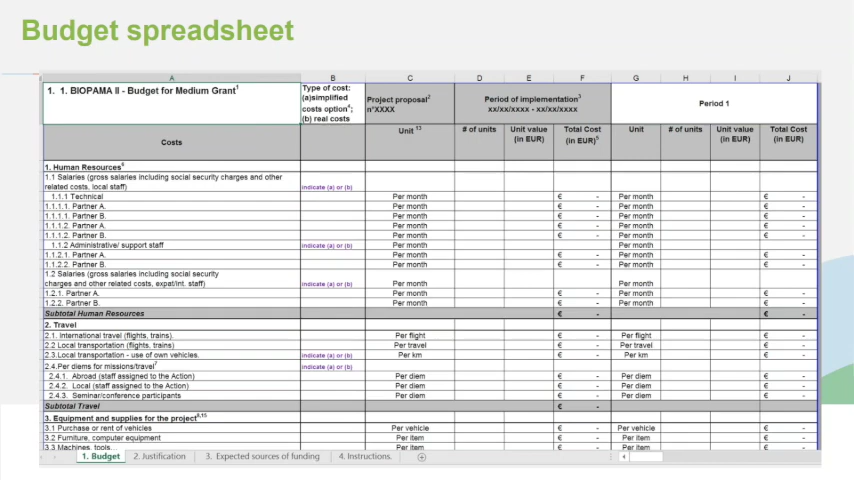 Budget spreadsheet
A B C D E F G H I J
1. 1. BIOPAMA II - Budget for Medium Grant1
Type of cost:
(a)simplified
costs option4;
(b) real costs
Project proposal2
n°XXXX
Period of implementation3
xx/xx/xxxx - xx/xx/xxxx
Period 1
Costs
Unit 13
# of units
Unit value
(in EUR)
Total Cost
(in EUR)5
Unit
# of units
Unit value
(in EUR)
Total Cost
(in EUR)
1. Human Resources6
1.1 Salaries (gross salaries including social security charges and other
related costs, local staff) indicate (a) or (b)
1.1.1 Technical Per month € - Per month € -
1.1.1.1. Partner A. Per month € - Per month € -
1.1.1.1. Partner B. Per month € - Per month € -
1.1.1.2. Partner A. Per month € - Per month € -
1.1.1.2. Partner B. Per month € - Per month € -
1.1.2 Administrative/ support staff indicate (a) or (b) Per month Per month
1.1.2.1. Partner A. Per month € - Per month € -
1.1.2.2. Partner B. Per month € - Per month € -
1.2 Salaries (gross salaries including social security
charges and other related costs, expat/int. staff) indicate (a) or (b) Per month Per month
1.2.1. Partner A. Per month € - Per month € -
1.2.2. Partner B. Per month € - Per month € -
Subtotal Human Resources € - € -
2. Travel
2.1. International travel (flights, trains). Per flight € - Per flight € -
2.2 Local transportation (flights, trains) Per travel € - Per travel € -
2.3.Local transportation - use of own vehicles. indicate (a) or (b) Per km € - Per km € -
2.4.Per diems for missions/travel7 indicate (a) or (b)
2.4.1. Abroad (staff assigned to the Action) Per diem € - Per diem € -
2.4.2. Local (staff assigned to the Action) Per diem € - Per diem € -
2.4.3. Seminar/conference participants Per diem € - Per diem € -
Subtotal Travel € - € -
3. Equipment and supplies for the project8,15
3.1 Purchase or rent of vehicles Per vehicle € - Per vehicle € -
3.2 Furniture, computer equipment Per item € - Per item € -
3.3 Machines, tools... Per item € - Per item € -
1. Budget 2. Justification 3. Expected sources of funding 4. Instructions.